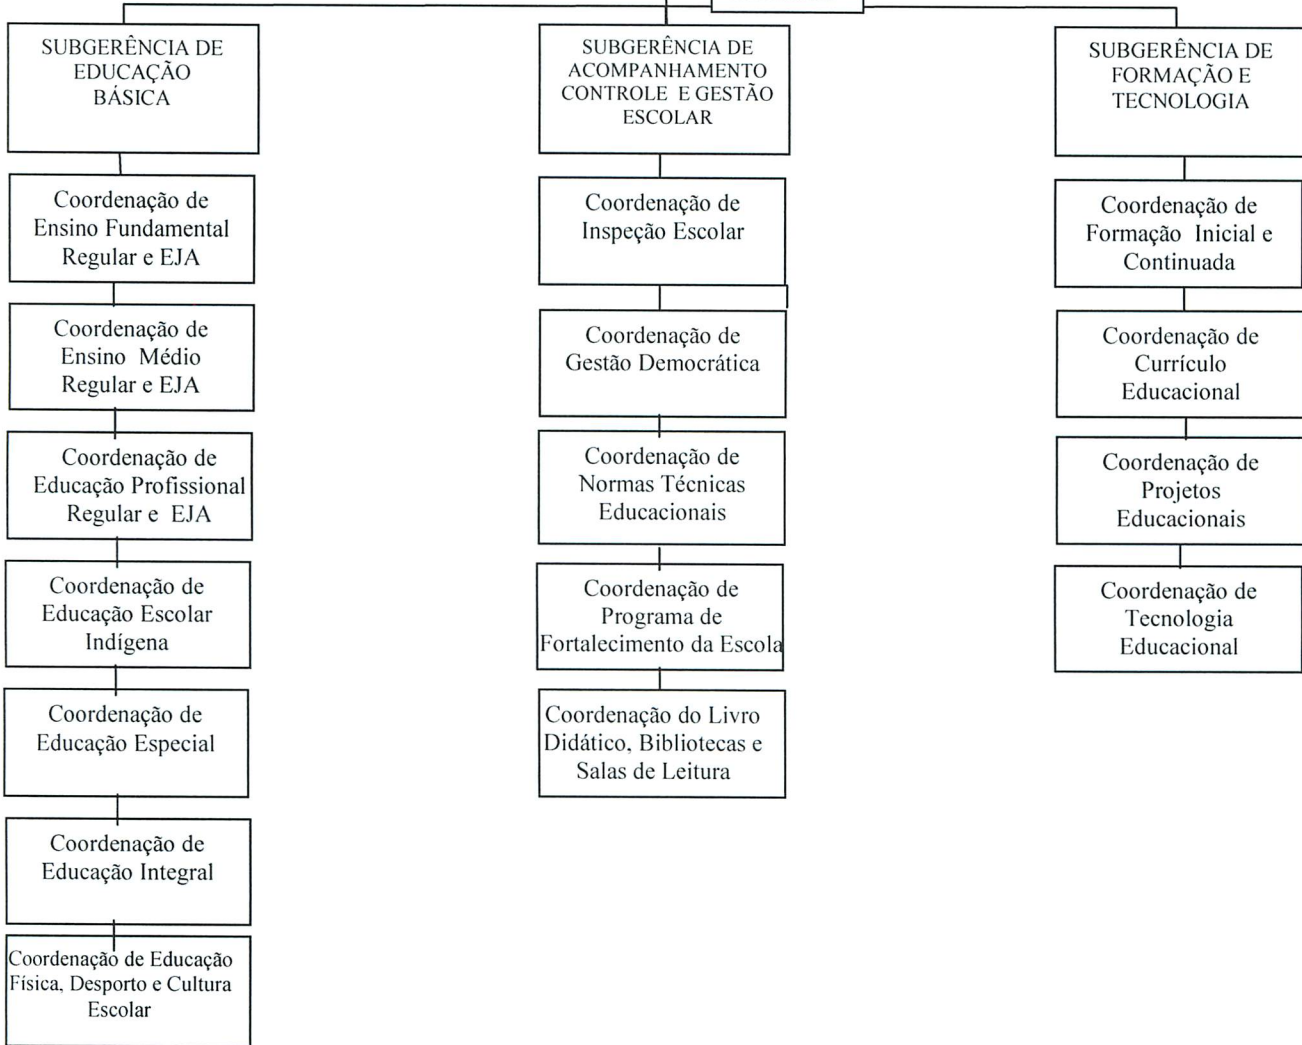 SUBGERÊNCIA DE
EDUCAÇÃO
BÁSICA
Coordenação de
Ensino Fundamental
Regular e EJA
Coordenação de
Ensino Médio
Regular e EJA
Coordenação de
Educação Profissional
Regular e EJA
Coordenação de
Educação Escolar
Indígena
Coordenação de
Educação Especial
Coordenação de
Educação Integral
Coordenação de Educação
Física, Desporto e Cultura
Escolar
SUBGERÊNCIA DE
ACOMPANHAMENTO
CONTROLE E GESTÃO
ESCOLAR
Coordenação de
Inspeção Escolar
Coordenação de
Gestão Democrática
Coordenação de
Normas Técnicas
Educacionais
Coordenação de
Programa de
Fortalecimento da Escola
Coordenação do Livro
Didático, Bibliotecas e
Salas de Leitura
SUBGERÊNCIA DE
FORMAÇÃO E
TECNOLOGIA
Coordenação de
Formação Inicial e
Continuada
Coordenação de
Currículo
Educacional
Coordenação de
Projetos
Educacionais
Coordenação de
Tecnologia
Educacional